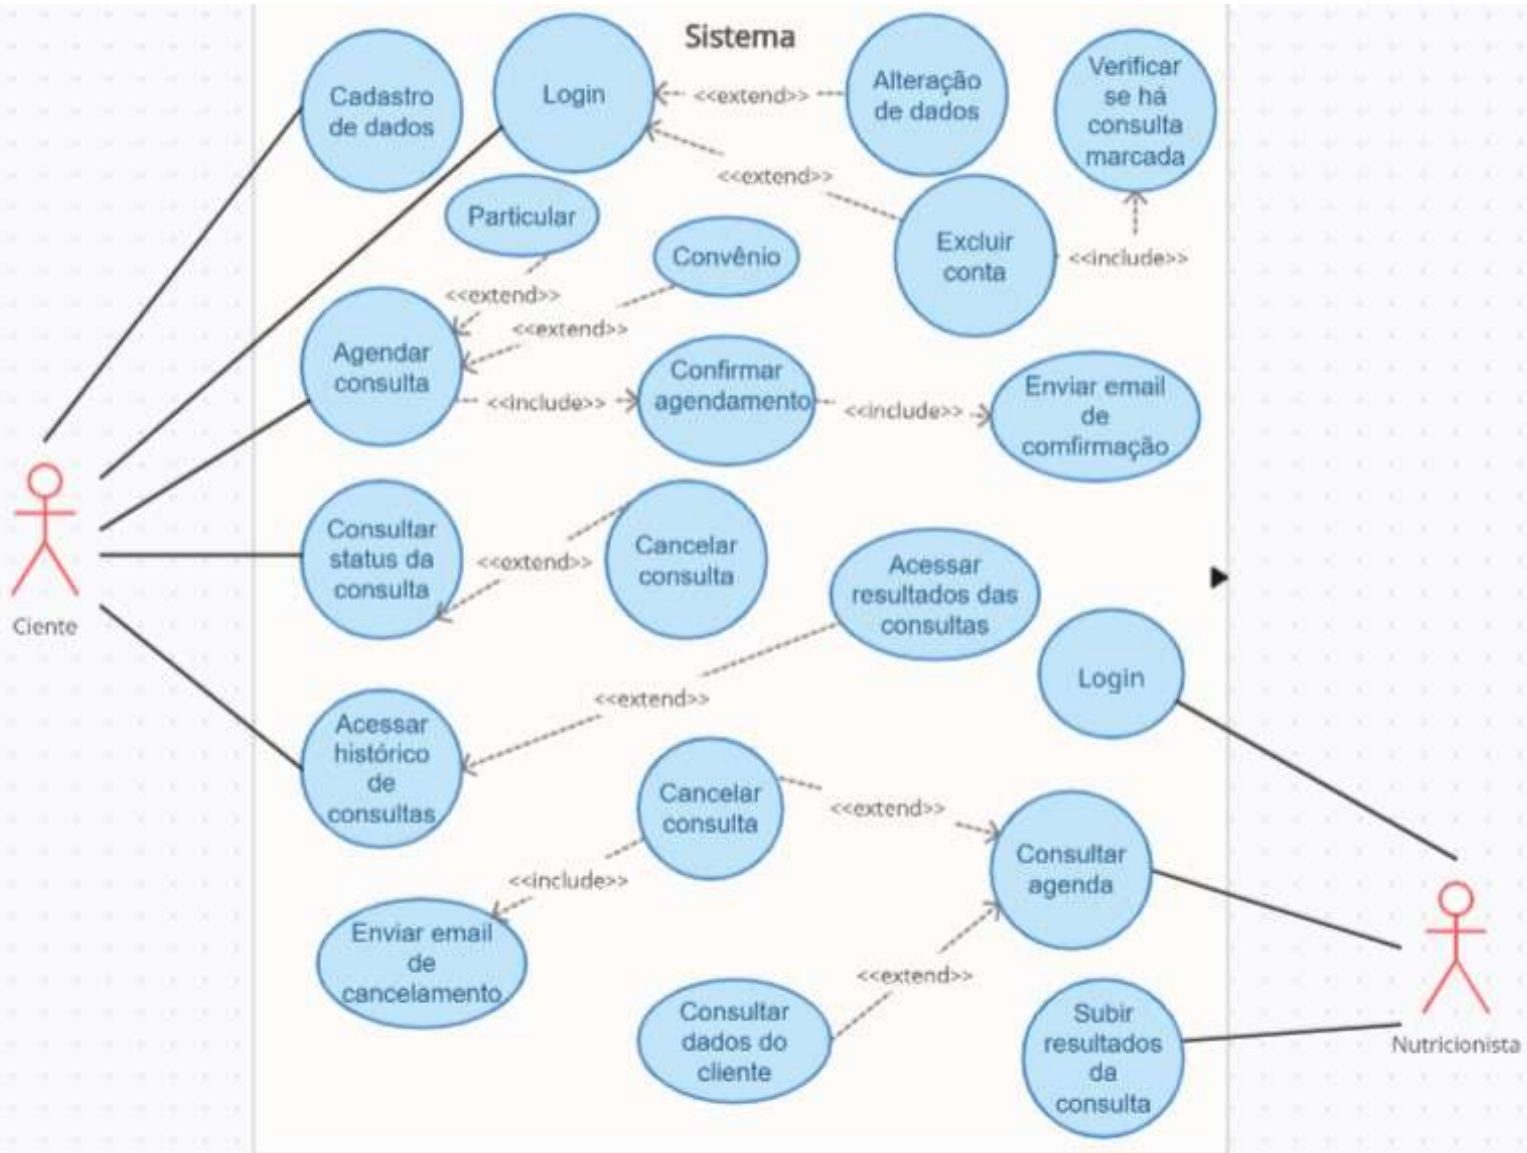 Sistema
Cadastro
de dados
Login
<<extend>>
Alteração
de dados
Verificar
se há
consulta
marcada
<<extend>>
Particular
Convênio
Excluir
conta
<<include>>
<<extend>>
<<extend>>
Agendar
consulta
<<include>>
Confirmar
agendamento
<<include>>
Enviar email
de
comfirmação
Consultar
status da
consulta
<<extend>>
Cancelar
consulta
Acessar
resultados das
consultas
Ciente
Login
<<extend>>
Acessar
histórico
de
consultas
Cancelar
consulta
<<extend>>
Consultar
agenda
<<include>>
Enviar email
de
cancelamento
<<extend>>
Consultar
dados do
cliente
Subir
resultados
da
consulta
Nutricionista